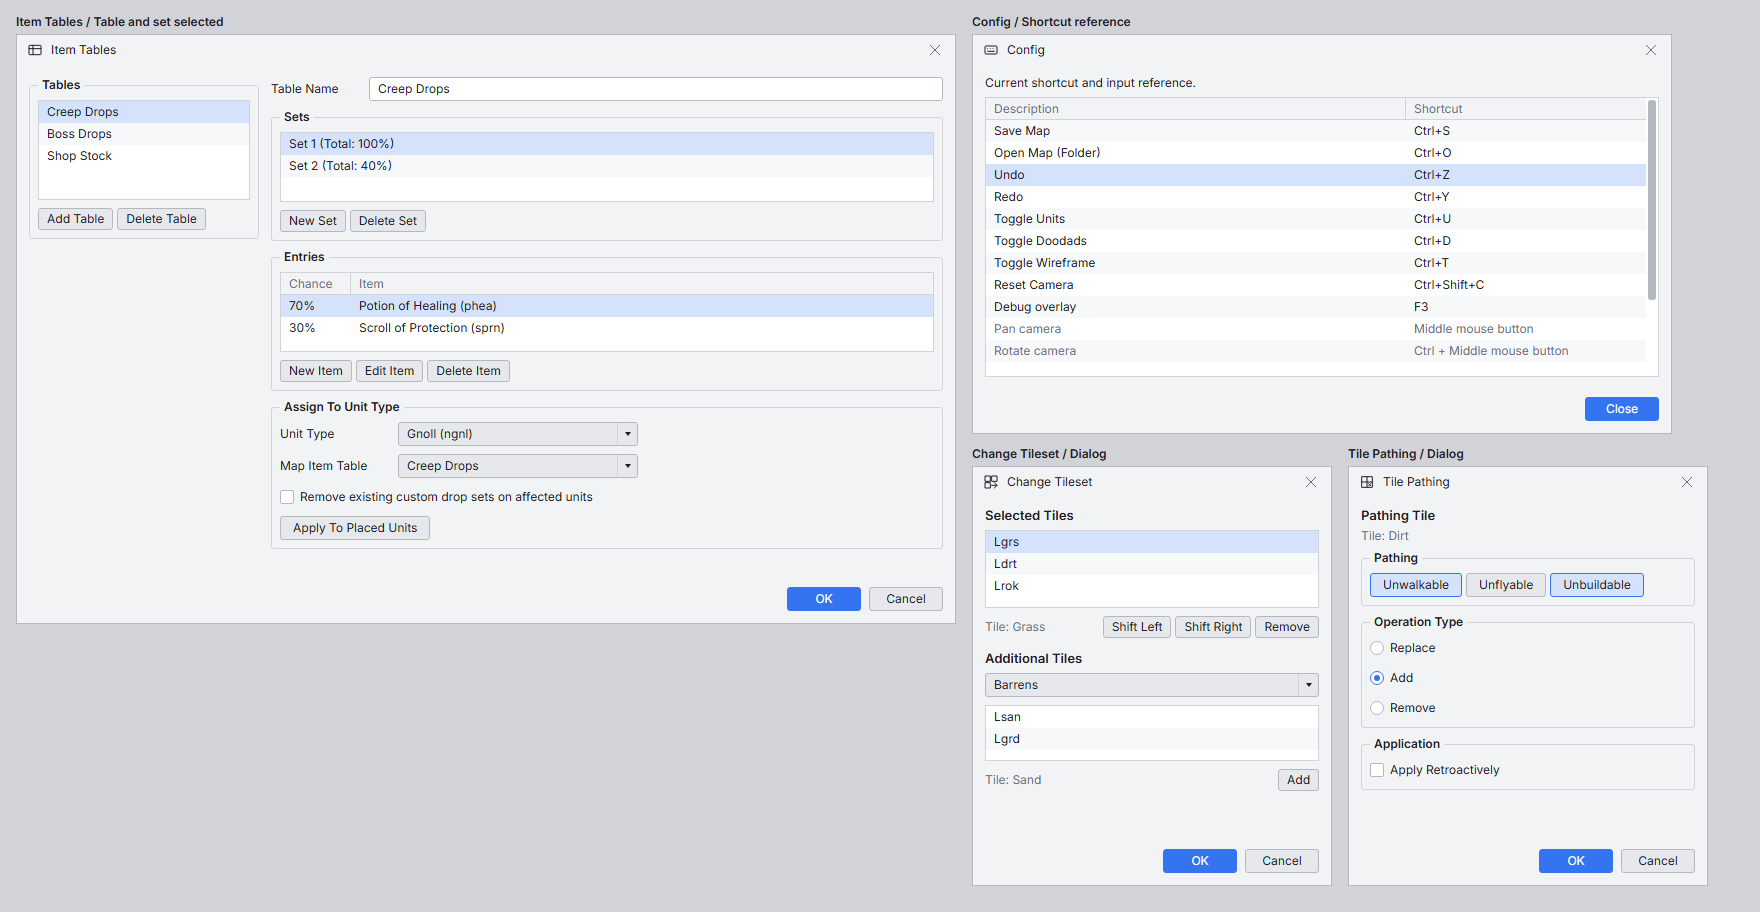 Item Tables / Table and set selected
Item Tables
Tables
Creep Drops
Boss Drops
Shop Stock
Add Table
Delete Table
Table Name
Creep Drops
Sets
Set 1 (Total: 100%)
Set 2 (Total: 40%)
New Set
Delete Set
Entries
Chance Item
70% Potion of Healing (phea)
30% Scroll of Protection (sprn)
New Item
Edit Item
Delete Item
Assign To Unit Type
Unit Type Gnoll (ngnl)
Map Item Table Creep Drops
Remove existing custom drop sets on affected units
Apply To Placed Units
OK
Cancel
Config / Shortcut reference
Config
Current shortcut and input reference.
Description Shortcut
Save Map Ctrl+S
Open Map (Folder) Ctrl+O
Undo Ctrl+Z
Redo Ctrl+Y
Toggle Units Ctrl+U
Toggle Doodads Ctrl+D
Toggle Wireframe Ctrl+T
Reset Camera Ctrl+Shift+C
Debug overlay F3
Pan camera Middle mouse button
Rotate camera Ctrl + Middle mouse button
Close
Change Tileset / Dialog
Change Tileset
Selected Tiles
Lgrs
Ldrt
Lrok
Tile: Grass
Shift Left
Shift Right
Remove
Additional Tiles
Barrens
Lsan
Lgrd
Tile: Sand
Add
OK
Cancel
Tile Pathing / Dialog
Tile Pathing
Pathing Tile
Tile: Dirt
Pathing
Unwalkable
Unflyable
Unbuildable
Operation Type
Replace
Add
Remove
Application
Apply Retroactively
OK
Cancel